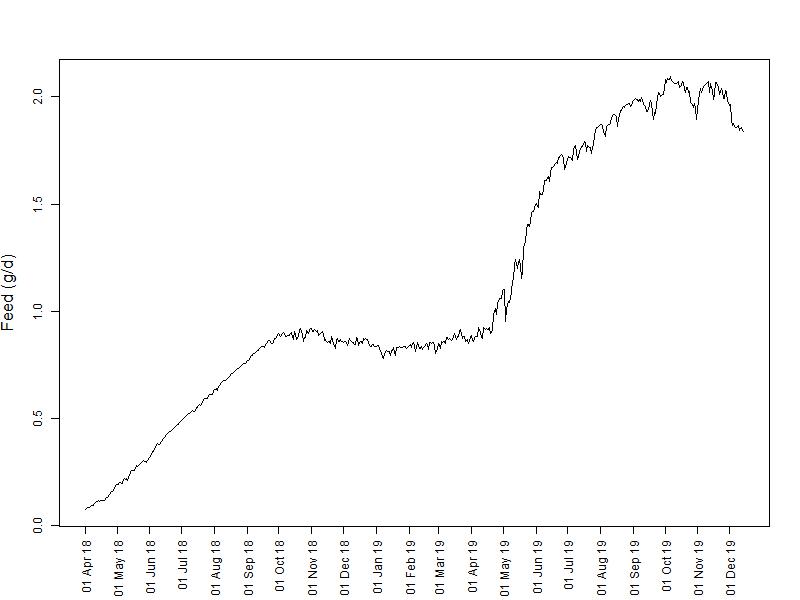 Feed (g/d)
2.0
1.5
1.0
0.5
0.0
01 Apr 18
01 May 18
01 Jun 18
01 Jul 18
01 Aug 18
01 Sep 18
01 Oct 18
01 Nov 18
01 Dec 18
01 Jan 19
01 Feb 19
01 Mar 19
01 Apr 19
01 May 19
01 Jun 19
01 Jul 19
01 Aug 19
01 Sep 19
01 Oct 19
01 Nov 19
01 Dec 19